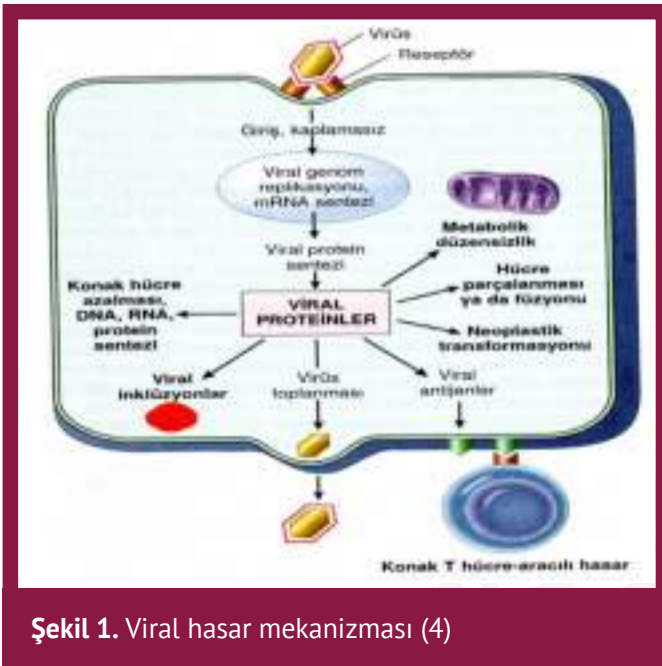 Virüs
Reseptör
Giriş, kaplamasız
Viral genom
replikasyonu,
mRNA sentezi
Viral protein
sentezi
VİRAL
PROTEİNLER
Metabolik
düzensizlik
Hücre
parçalanması
ya da füzyonu
Neoplastik
transformasyonu
Konak hücre
azalması,
DNA, RNA,
protein
sentezi
Viral
inklüzyonlar
Virüs
toplanması
Viral
antijenler
Konak T hücre-aracılı hasar
Şekil 1. Viral hasar mekanizması (4)